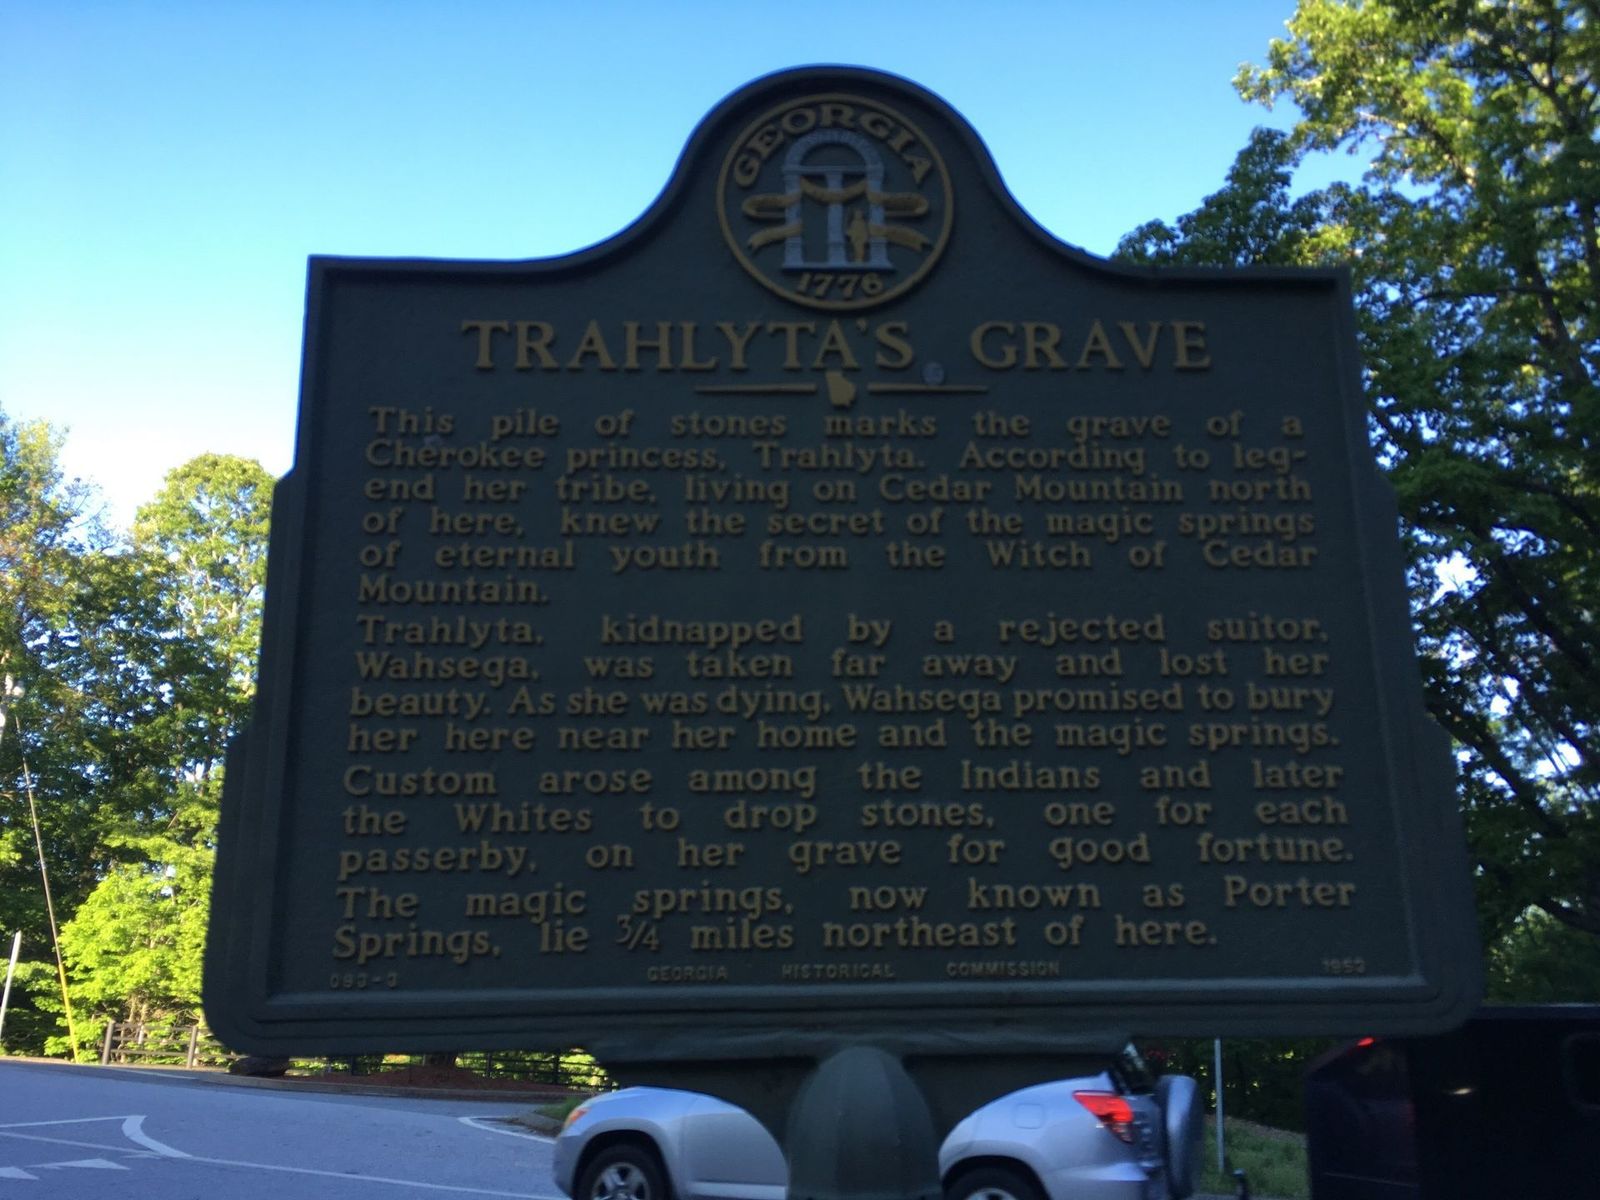 GEORGIA
1776
TRAHLYTA'S GRAVE
This pile of stones marks the grave of a
Cherokee princess, Trahlyta. According to leg-
end her tribe, living on Cedar Mountain north
of here, knew the secret of the magic springs
of eternal youth from the Witch of Cedar
Mountain.
Trahlyta, kidnapped by a rejected suitor,
Wahsega, was taken far away and lost her
beauty. As she was dying, Wahsega promised to bury
her here near her home and the magic springs.
Custom arose among the Indians and later
the Whites to drop stones, one for each
passerby, on her grave for good fortune.
The magic springs, now known as Porter
Springs, lie 3/4 miles northeast of here.
093-3 GEORGIA HISTORICAL COMMISSION 1953